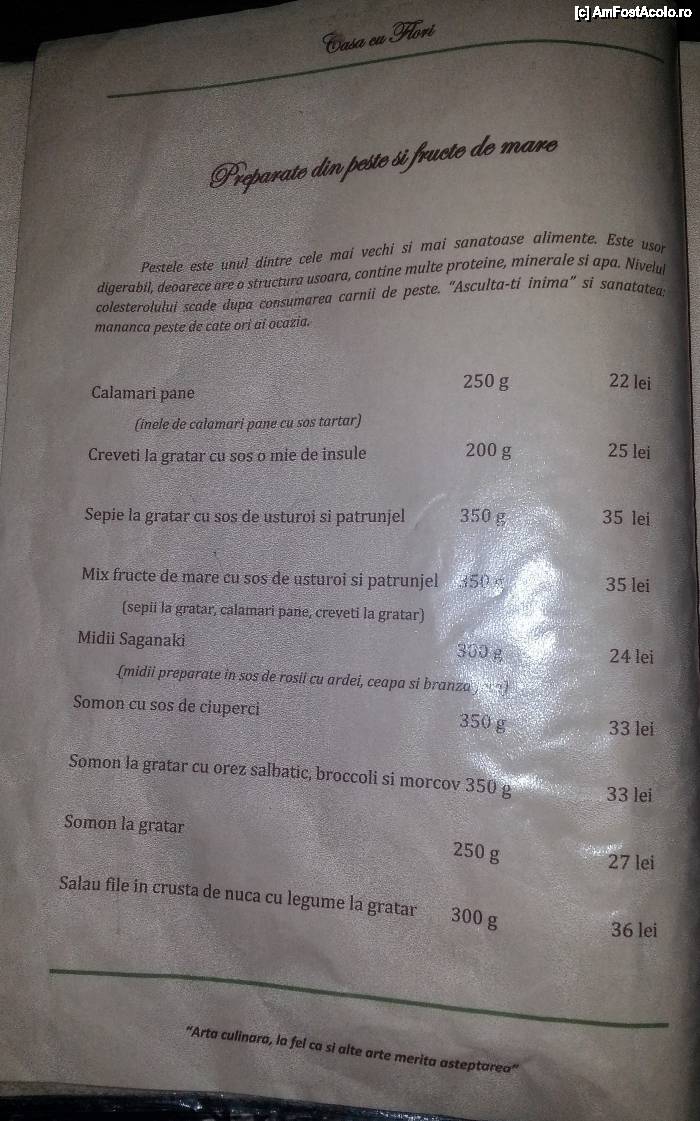 [c] AmFostAcolo.ro
Casa cu Flori
Preparate din peste si fructe de mare
Pestele este unul dintre cele mai vechi si mai sanatoase alimente. Este usor
digerabil, deoarece are o structura usoara, contine multe proteine, minerale si apa. Nivelul
colesterolului scade dupa consumarea carnii de peste. "Asculta-ti inima" si sanatatea:
mananca peste de cate ori ai ocazia.
Calamari pane 250 g 22 lei
(inele de calamari pane cu sos tartar)
Creveti la gratar cu sos o mie de insule 200 g 25 lei
Sepie la gratar cu sos de usturoi si patrunjel 350 g 35 lei
Mix fructe de mare cu sos de usturoi si patrunjel 350 g 35 lei
(sepii la gratar, calamari pane, creveti la gratar)
Midii Saganaki 300 g 24 lei
(midii preparate in sos de rosii cu ardei, ceapa si branza
Somon cu sos de ciuperci 350 g 33 lei
Somon la gratar cu orez salbatic, broccoli si morcov 350 g 33 lei
Somon la gratar 250 g 27 lei
Salau file in crusta de nuca cu legume la gratar 300 g 36 lei
"Arta culinara, la fel ca si alte arte merita asteptarea"